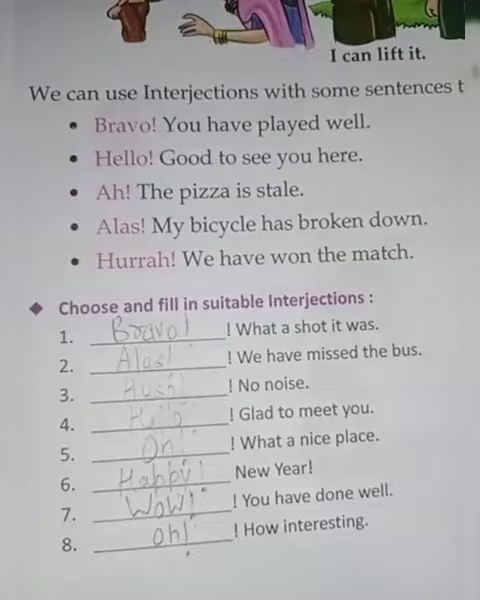 I can lift it.
We can use Interjections with some sentences t
• Bravo! You have played well.
• Hello! Good to see you here.
• Ah! The pizza is stale.
• Alas! My bicycle has broken down.
• Hurrah! We have won the match.
◆ Choose and fill in suitable Interjections :
1. Bravo! ! What a shot it was.
2. Alas! ! We have missed the bus.
3. Hush! ! No noise.
4. Hello ! Glad to meet you.
5. Oh! ! What a nice place.
6. Happy! New Year!
7. Wow! ! You have done well.
8. Oh! ! How interesting.